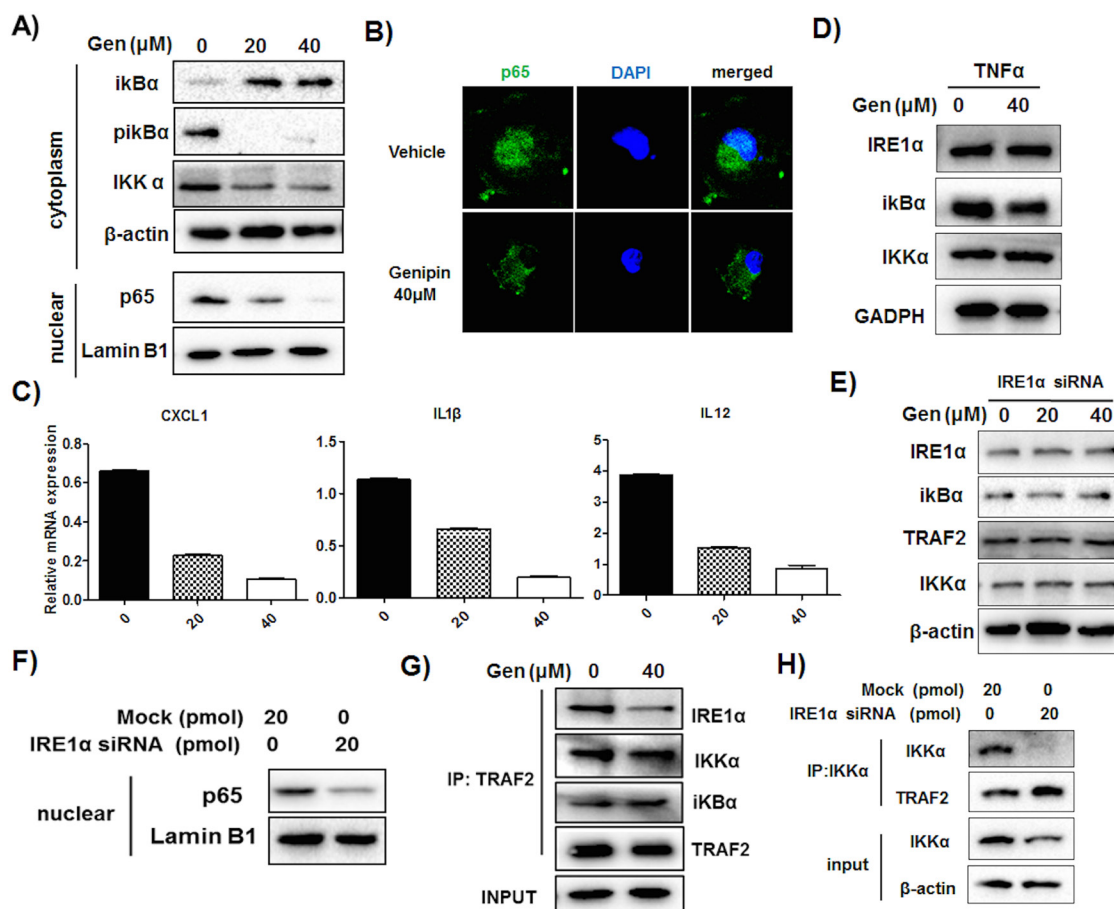 A)
Gen (µM) 0 20 40
cytoplasm
ikBα
pikBα
IKK α
β-actin
nuclear
p65
Lamin B1
B)
p65 DAPI merged
Vehicle
Genipin
40µM
C)
Relative mRNA expression
CXCL1
0.8
0.6
0.4
0.2
0.0
0 20 40
IL1β
1.5
1.0
0.5
0.0
0 20 40
IL12
5
4
3
2
1
0
0 20 40
D)
TNFα
Gen (µM) 0 40
IRE1α
ikBα
IKKα
GADPH
E)
IRE1α siRNA
Gen (µM) 0 20 40
IRE1α
ikBα
TRAF2
IKKα
β-actin
F)
Mock (pmol) 20 0
IRE1α siRNA (pmol) 0 20
nuclear
p65
Lamin B1
G)
Gen (µM) 0 40
IP: TRAF2
IRE1α
IKKα
iKBα
TRAF2
INPUT
H)
Mock (pmol) 20 0
IRE1α siRNA (pmol) 0 20
IP:IKKα
IKKα
TRAF2
input
IKKα
β-actin